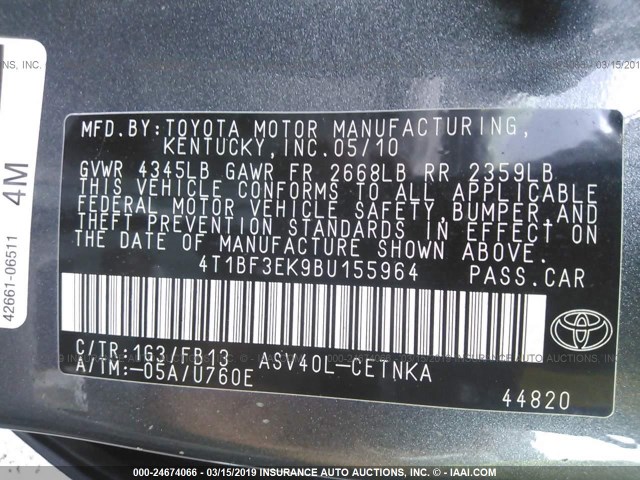 MFD.BY:TOYOTA MOTOR MANUFACTURING,
KENTUCKY,INC.05/10
GVWR 4345LB GAWR FR 2668LB RR 2359LB
THIS VEHICLE CONFORMS TO ALL APPLICABLE
FEDERAL MOTOR VEHICLE SAFETY,BUMPER,AND
THEFT PREVENTION STANDARDS IN EFFECT ON
THE DATE OF MANUFACTURE SHOWN ABOVE.
4T1BF3EK9BU155964 PASS.CAR
C/TR:1G3/FB13 ASV40L-CETNKA
A/TM:-05A/U760E
44820
42661-06511 4M
000-24674066 - 03/15/2019 - INSURANCE AUTO AUCTIONS, INC. - © - IAAI.COM